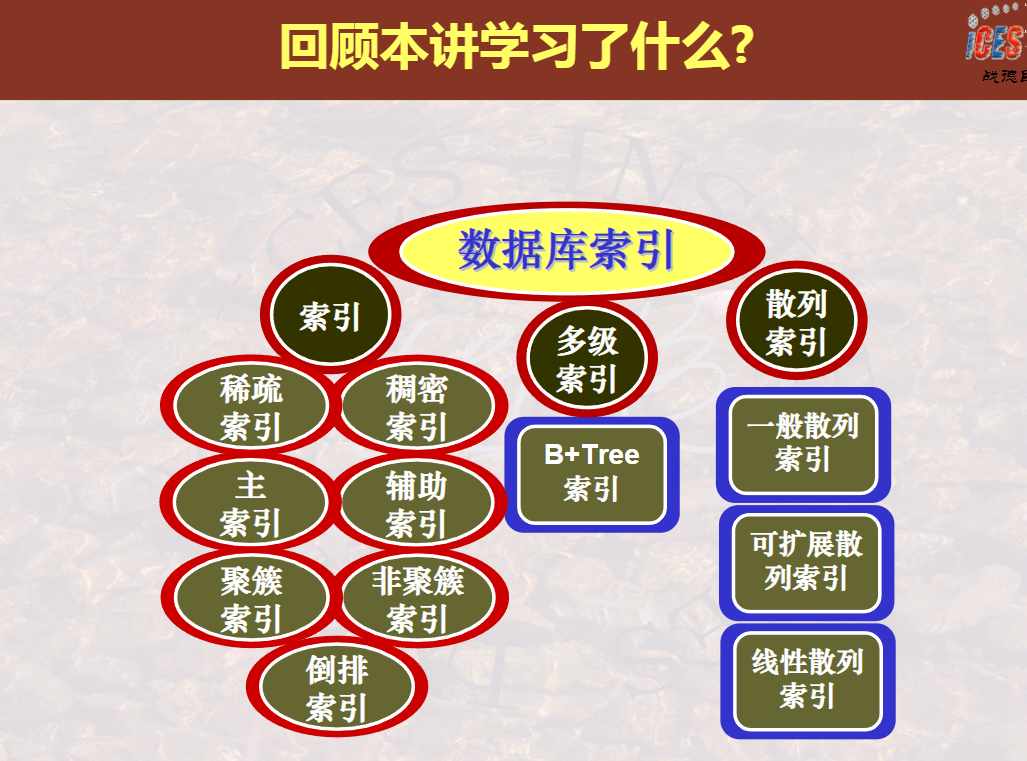 回顾本讲学习了什么?
iCES
战德
数据库索引
索引
多级
索引
散列
索引
稀疏
索引
稠密
索引
主
索引
辅助
索引
聚簇
索引
非聚簇
索引
倒排
索引
B+Tree
索引
一般散列
索引
可扩展散
列索引
线性散列
索引